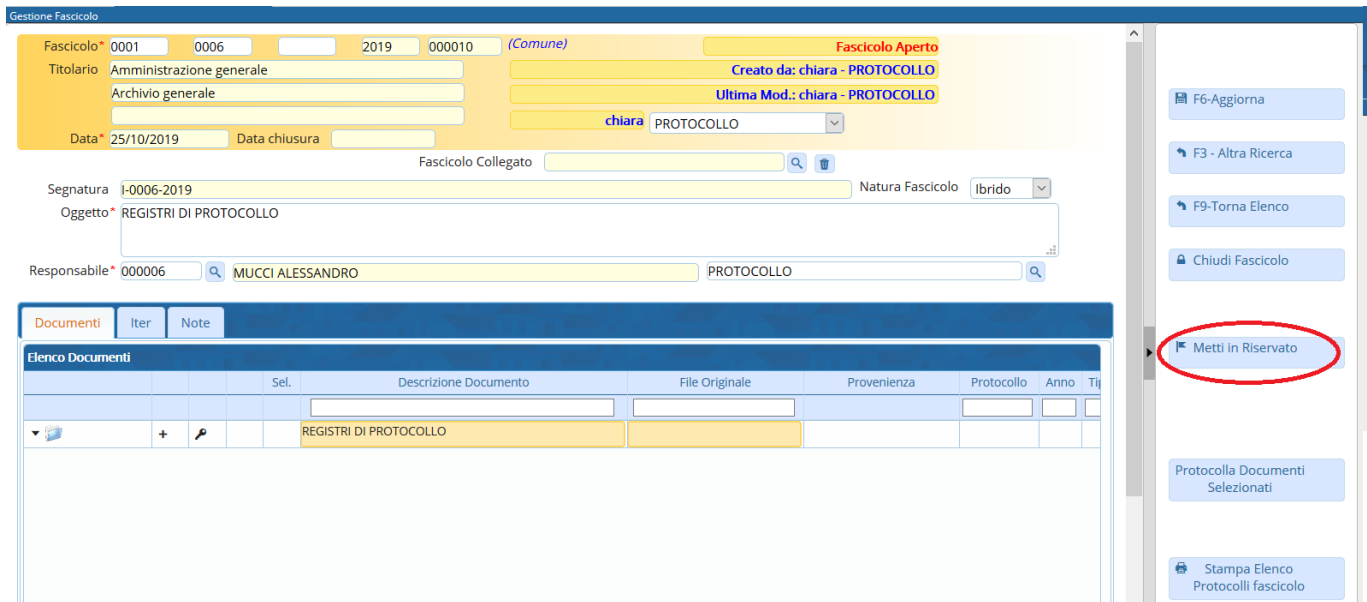 Gestione Fascicolo
Fascicolo* 0001 0006 2019 000010 (Comune) Fascicolo Aperto
Titolario Amministrazione generale Creato da: chiara - PROTOCOLLO
Archivio generale Ultima Mod.: chiara - PROTOCOLLO
chiara PROTOCOLLO
Data* 25/10/2019 Data chiusura
Fascicolo Collegato
Segnatura I-0006-2019 Natura Fascicolo Ibrido
Oggetto* REGISTRI DI PROTOCOLLO
Responsabile* 000006 MUCCI ALESSANDRO PROTOCOLLO
Documenti Iter Note
Elenco Documenti
Sel. Descrizione Documento File Originale Provenienza Protocollo Anno
+ REGISTRI DI PROTOCOLLO
F6-Aggiorna
F3 - Altra Ricerca
F9-Torna Elenco
Chiudi Fascicolo
Metti in Riservato
Protocolla Documenti
Selezionati
Stampa Elenco
Protocolli fascicolo